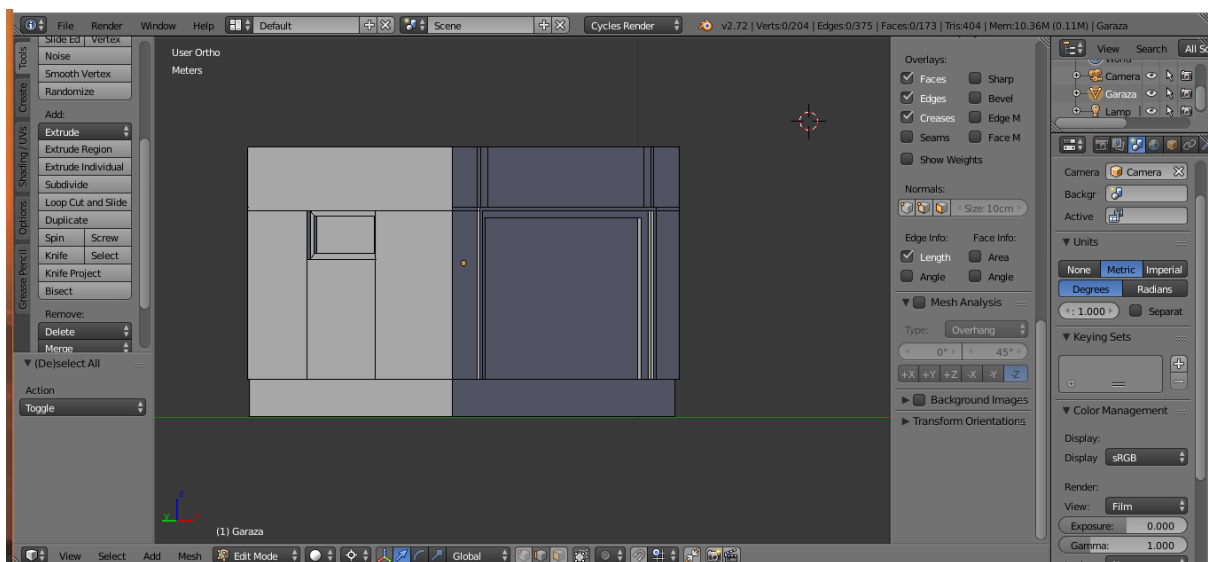 File Render Window Help Default Scene Cycles Render v2.72 | Verts:0/204 | Edges:0/375 | Faces:0/173 | Tris:404 | Mem:10.36M (0.11M) | Garaza
Tools
Create
Shading / UVs
Options
Grease Pencil
Slide Ed Vertex
Noise
Smooth Vertex
Randomize
Add:
Extrude
Extrude Region
Extrude Individual
Subdivide
Loop Cut and Slide
Duplicate
Spin Screw
Knife Select
Knife Project
Bisect
Remove:
Delete
Merge
(De)select All
Action
Toggle
User Ortho
Meters
z
y x
(1) Garaza
View Select Add Mesh Edit Mode Global
Overlays:
Faces Sharp
Edges Bevel
Creases Edge M
Seams Face M
Show Weights
Normals:
Size:10cm
Edge Info: Face Info:
Length Area
Angle Angle
Mesh Analysis
Type: Overhang
0° 45°
+X +Y +Z -X -Y -Z
Background Images
Transform Orientations
View Search All Sc
World
Camera
Garaza
Lamp
Camera Camera
Backgr
Active
Units
None Metric Imperial
Degrees Radians
: 1.000 Separat
Keying Sets
Color Management
Display:
Display sRGB
Render:
View: Film
Exposure: 0.000
Gamma: 1.000